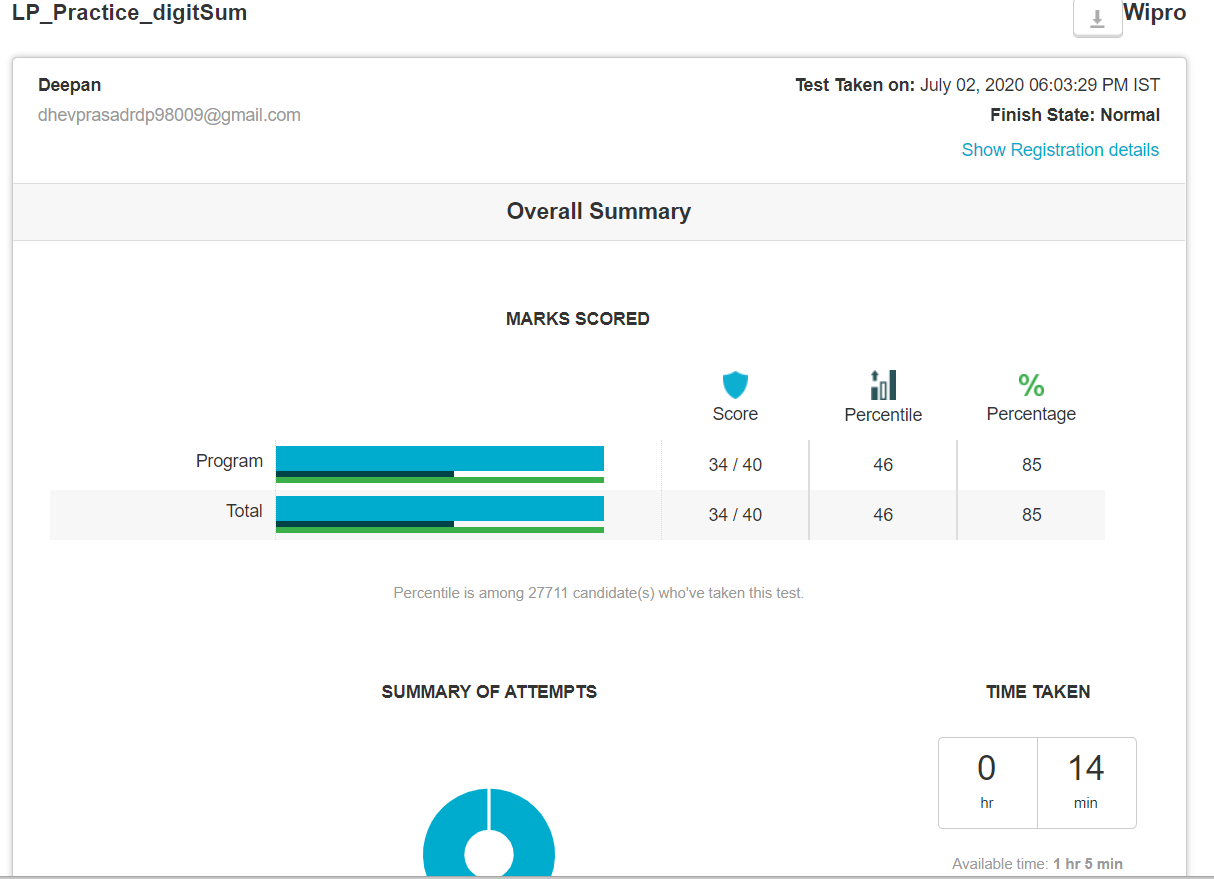 LP_Practice_digitSum
Wipro
Deepan
Test Taken on: July 02, 2020 06:03:29 PM IST
dhevprasadrdp98009@gmail.com
Finish State: Normal
Show Registration details
Overall Summary
MARKS SCORED
%
Score Percentile Percentage
Program 34 / 40 46 85
Total 34 / 40 46 85
Percentile is among 27711 candidate(s) who've taken this test.
SUMMARY OF ATTEMPTS
TIME TAKEN
0 14
hr min
Available time: 1 hr 5 min